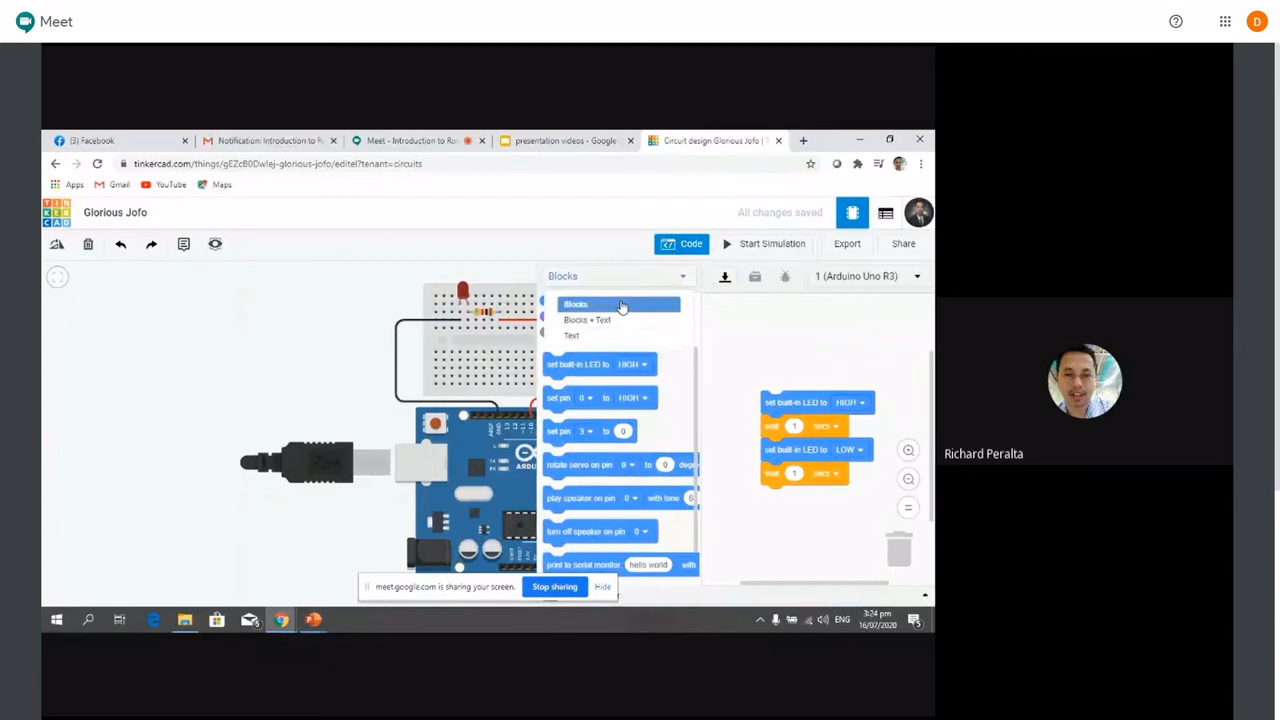 Meet
D
(3) Facebook
Notification: Introduction to R
Meet - Introduction to Ro
presentation videos - Google
Circuit design Glorious Jofo |
tinkercad.com/things/gEZcB0Dwlej-glorious-jofo/editel?tenant=circuits
Apps
Gmail
YouTube
Maps
TIN
KER
CAD
Glorious Jofo
All changes saved
Code
Start Simulation
Export
Share
Blocks
1 (Arduino Uno R3)
Blocks
Blocks + Text
Text
set built-in LED to HIGH
set pin 0 to HIGH
set pin 3 to 0
rotate servo on pin 0 to 0 degre
play speaker on pin 0 with tone 6
turn off speaker on pin 0
print to serial monitor hello world with
set built-in LED to HIGH
wait 1 secs
set built-in LED to LOW
wait 1 secs
Richard Peralta
meet.google.com is sharing your screen.
Stop sharing
Hide
ENG
3:24 pm
16/07/2020